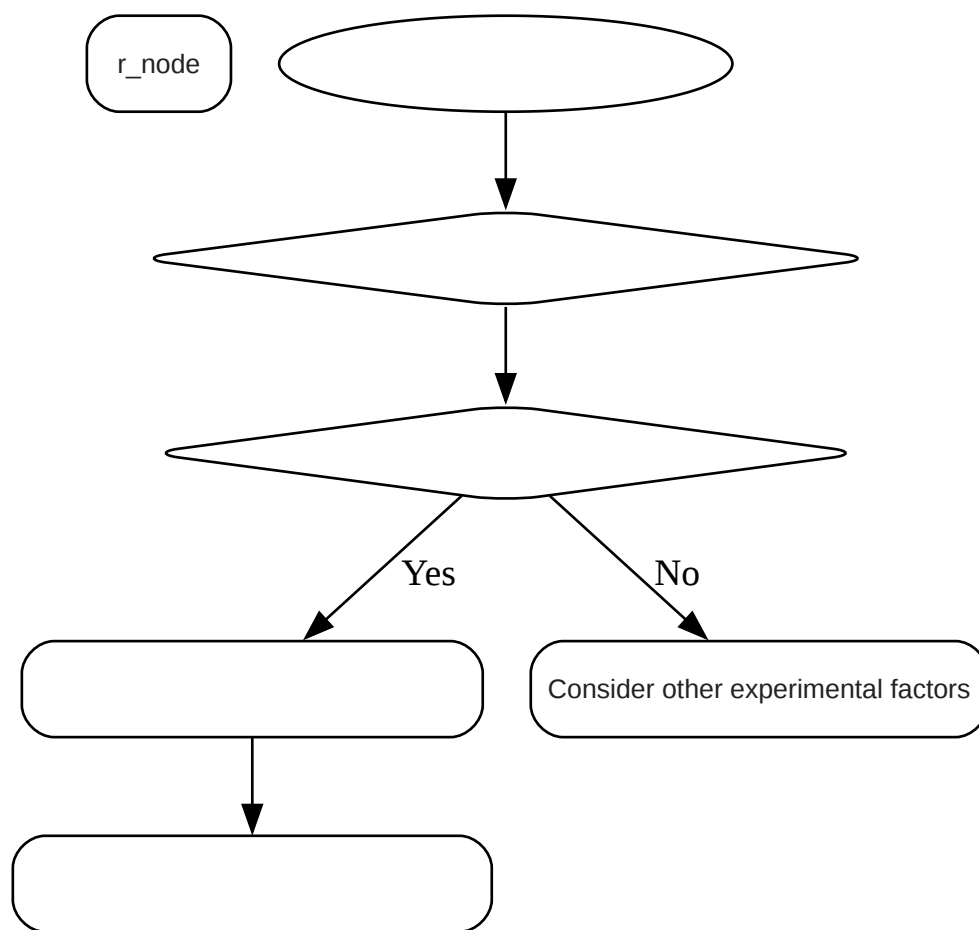 r_node
Yes
No
Consider other experimental factors